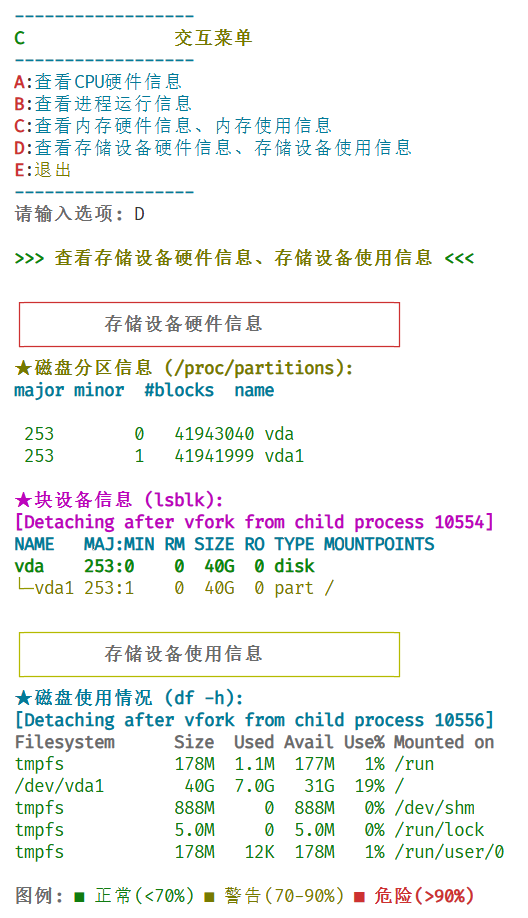 ------------------
C 交互菜单
------------------
A:查看CPU硬件信息
B:查看进程运行信息
C:查看内存硬件信息、内存使用信息
D:查看存储设备硬件信息、存储设备使用信息
E:退出
------------------
请输入选项: D
>>> 查看存储设备硬件信息、存储设备使用信息 <<<
存储设备硬件信息
★磁盘分区信息 (/proc/partitions):
major minor  #blocks  name
253        0   41943040 vda
253        1   41941999 vda1
★块设备信息 (lsblk):
[Detaching after vfork from child process 10554]
NAME   MAJ:MIN RM SIZE RO TYPE MOUNTPOINTS
vda    253:0    0  40G  0 disk
└─vda1 253:1    0  40G  0 part /
存储设备使用信息
★磁盘使用情况 (df -h):
[Detaching after vfork from child process 10556]
Filesystem      Size  Used Avail Use% Mounted on
tmpfs           178M  1.1M  177M   1% /run
/dev/vda1        40G  7.0G   31G  19% /
tmpfs           888M     0  888M   0% /dev/shm
tmpfs           5.0M     0  5.0M   0% /run/lock
tmpfs           178M   12K  178M   1% /run/user/0
图例: ■ 正常(<70%) ■ 警告(70-90%) ■ 危险(>90%)